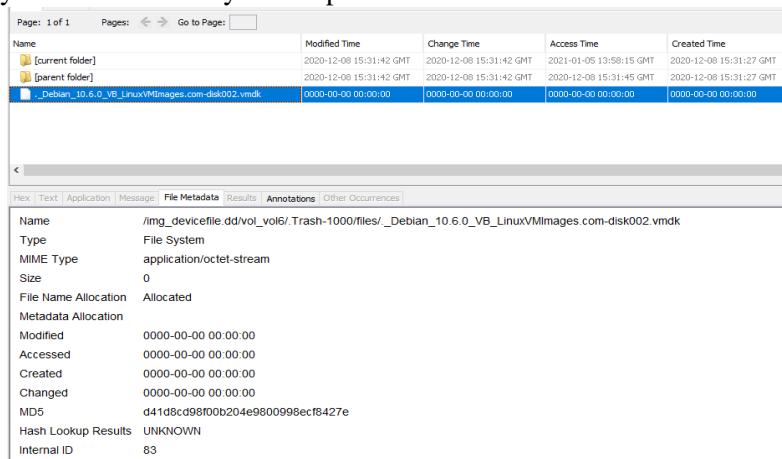 Page: 1 of 1 Pages: Go to Page:
Name Modified Time Change Time Access Time Created Time
[current folder] 2020-12-08 15:31:42 GMT 2020-12-08 15:31:42 GMT 2021-01-05 13:58:15 GMT 2020-12-08 15:31:27 GMT
[parent folder] 2020-12-08 15:31:42 GMT 2020-12-08 15:31:42 GMT 2020-12-08 15:31:45 GMT 2020-12-08 15:31:27 GMT
._Debian_10.6.0_VB_LinuxVMImages.com-disk002.vmdk 0000-00-00 00:00:00 0000-00-00 00:00:00 0000-00-00 00:00:00 0000-00-00 00:00:00
Hex Text Application Message File Metadata Results Annotations Other Occurrences
Name /img_devicefile.dd/vol_vol6/.Trash-1000/files/._Debian_10.6.0_VB_LinuxVMImages.com-disk002.vmdk
Type File System
MIME Type application/octet-stream
Size 0
File Name Allocation Allocated
Metadata Allocation
Modified 0000-00-00 00:00:00
Accessed 0000-00-00 00:00:00
Created 0000-00-00 00:00:00
Changed 0000-00-00 00:00:00
MD5 d41d8cd98f00b204e9800998ecf8427e
Hash Lookup Results UNKNOWN
Internal ID 83